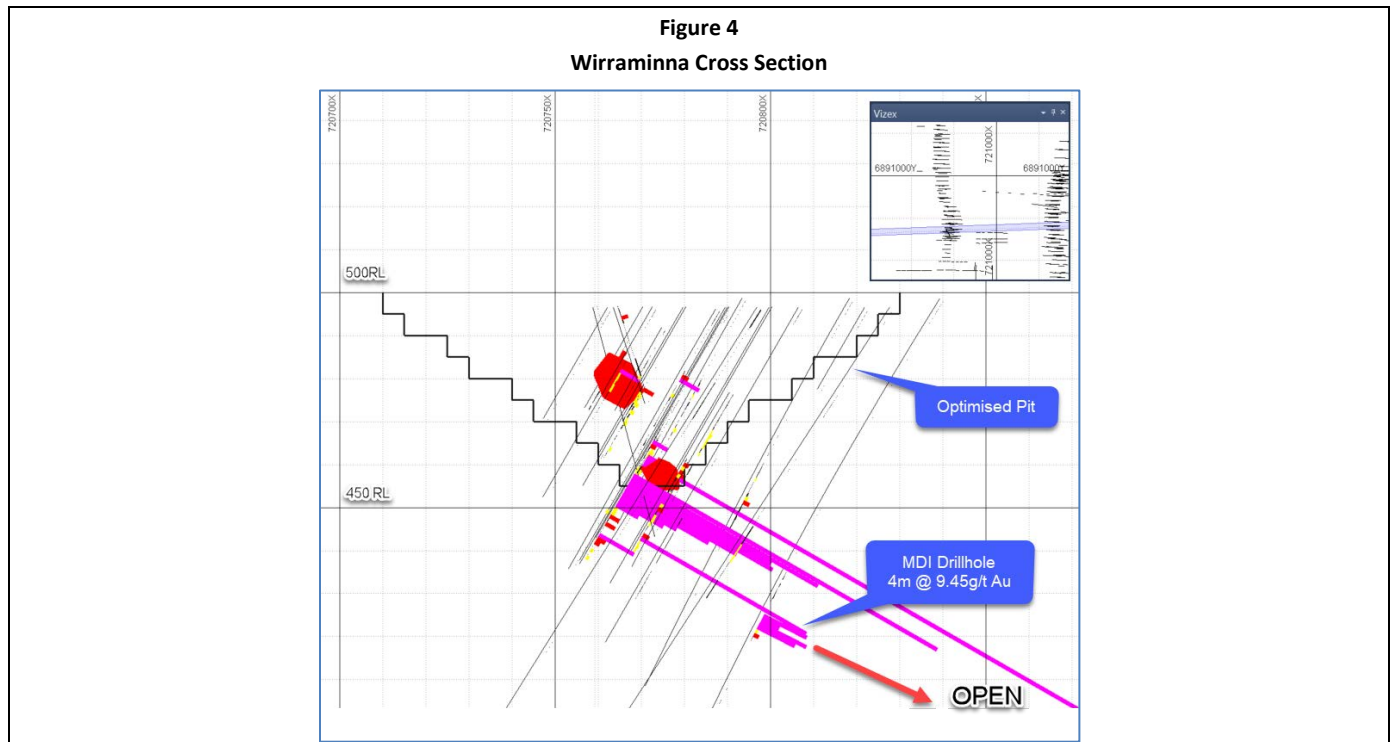 Figure 4
Wirraminna Cross Section
720700X
720750X
720800X
X
Vizex
721000X
6891000Y
6891000Y
721000X
500RL
Optimised Pit
450 RL
MDI Drillhole
4m @ 9.45g/t Au
OPEN